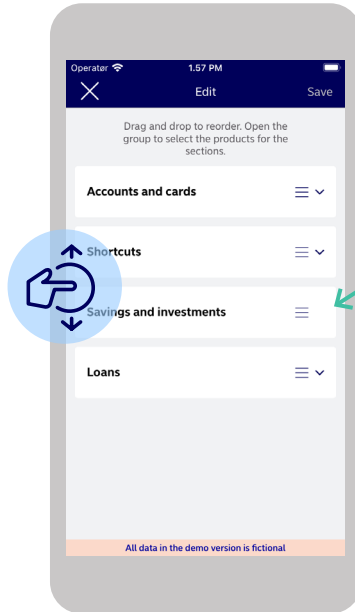 Operatør 1.57 PM
Edit Save
Drag and drop to reorder. Open the
group to select the products for the
sections.
Accounts and cards
Shortcuts
Savings and investments
Loans
All data in the demo version is fictional